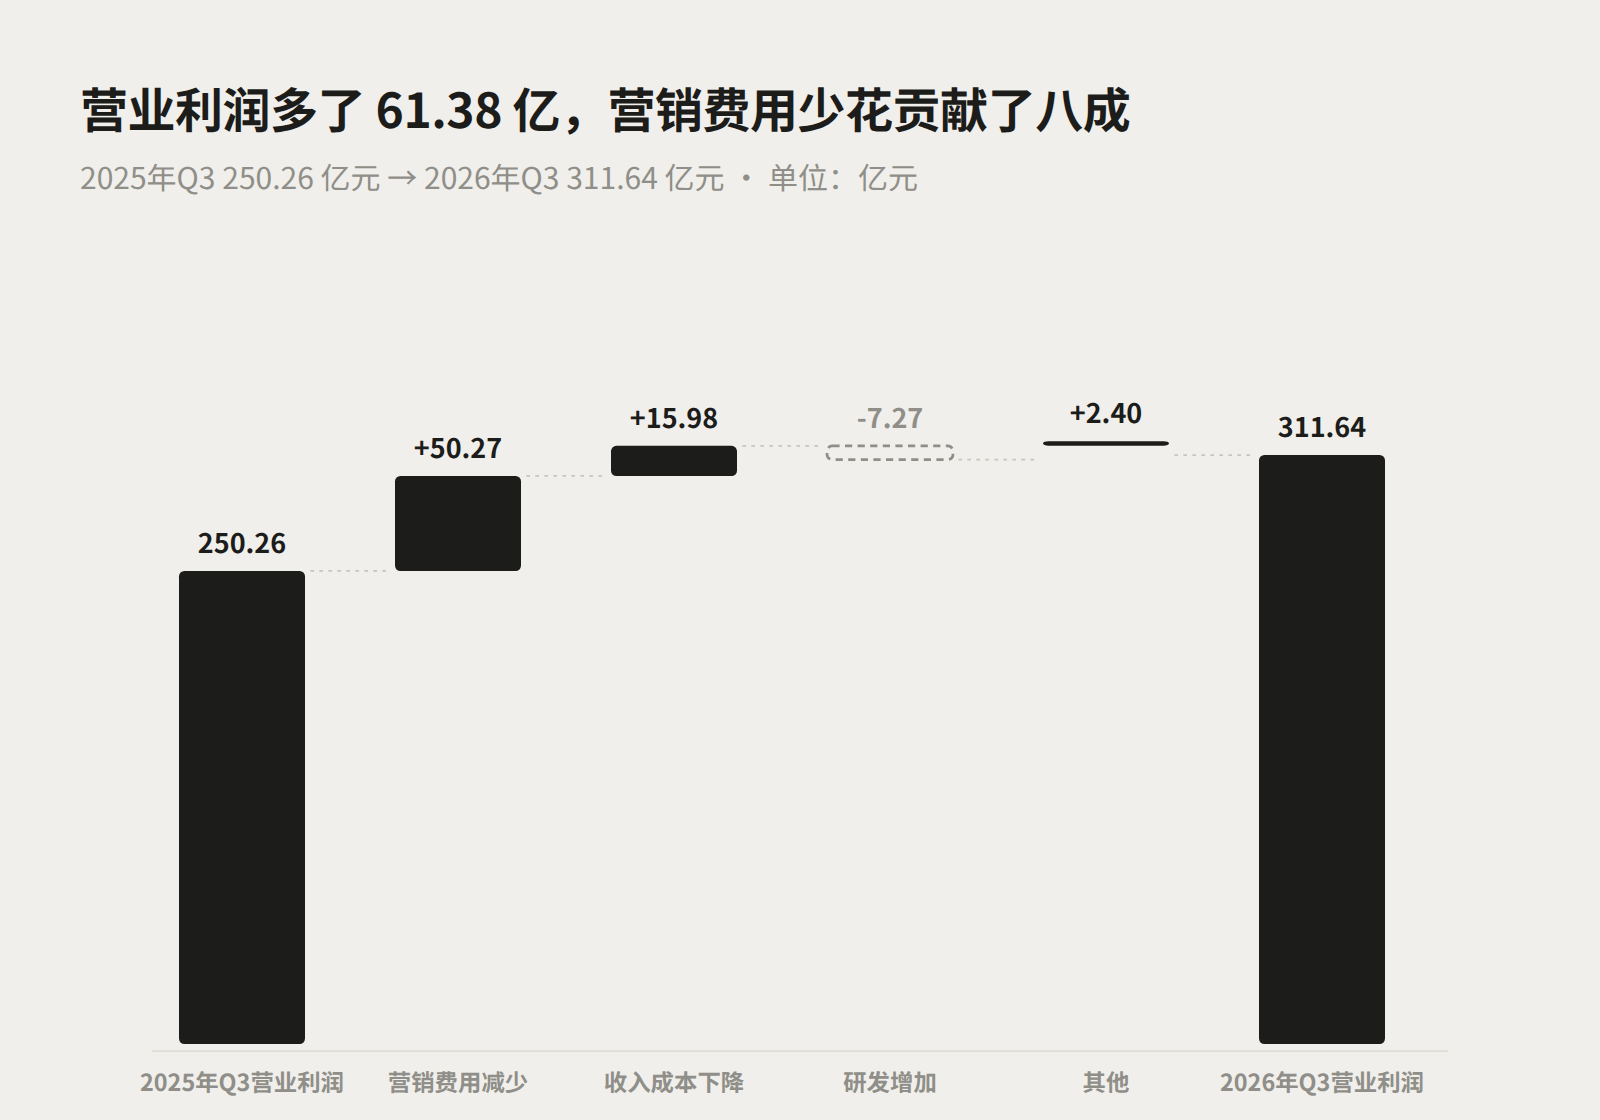 营业利润多了 61.38 亿，营销费用少花贡献了八成
2025年Q3 250.26 亿元 → 2026年Q3 311.64 亿元 · 单位：亿元
250.26
+50.27
+15.98
-7.27
+2.40
311.64
2025年Q3营业利润
营销费用减少
收入成本下降
研发增加
其他
2026年Q3营业利润